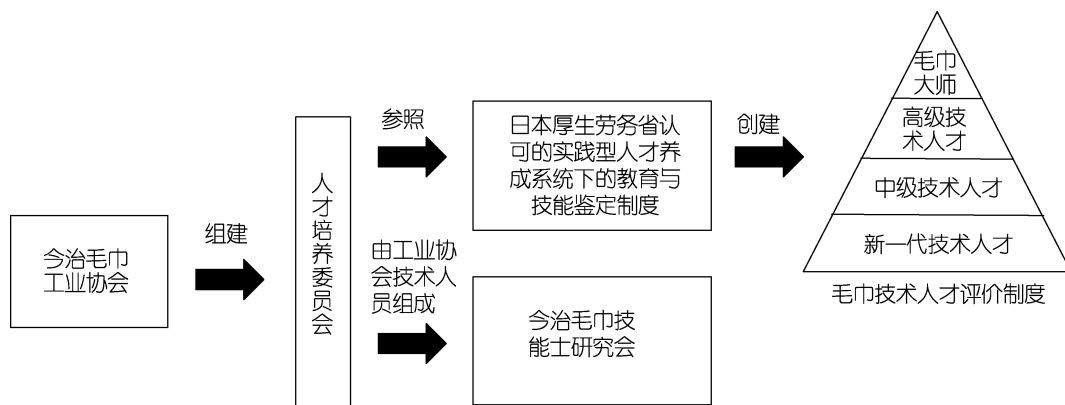 今治毛巾
工业协会
组建
人才培养委员会
参照
日本厚生劳务省认
可的实践型人才养
成系统下的教育与
技能鉴定制度
由工业协
会技术人
员组成
今治毛巾技
能士研究会
创建
毛巾
大师
高级技
术人才
中级技术人才
新一代技术人才
毛巾技术人才评价制度